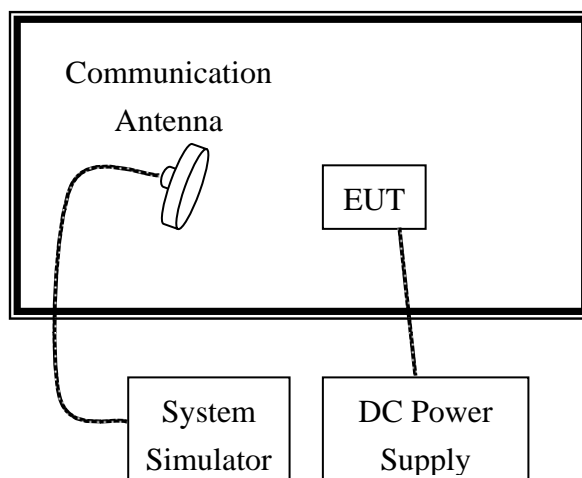 Communication
Antenna
EUT
System
Simulator
DC Power
Supply